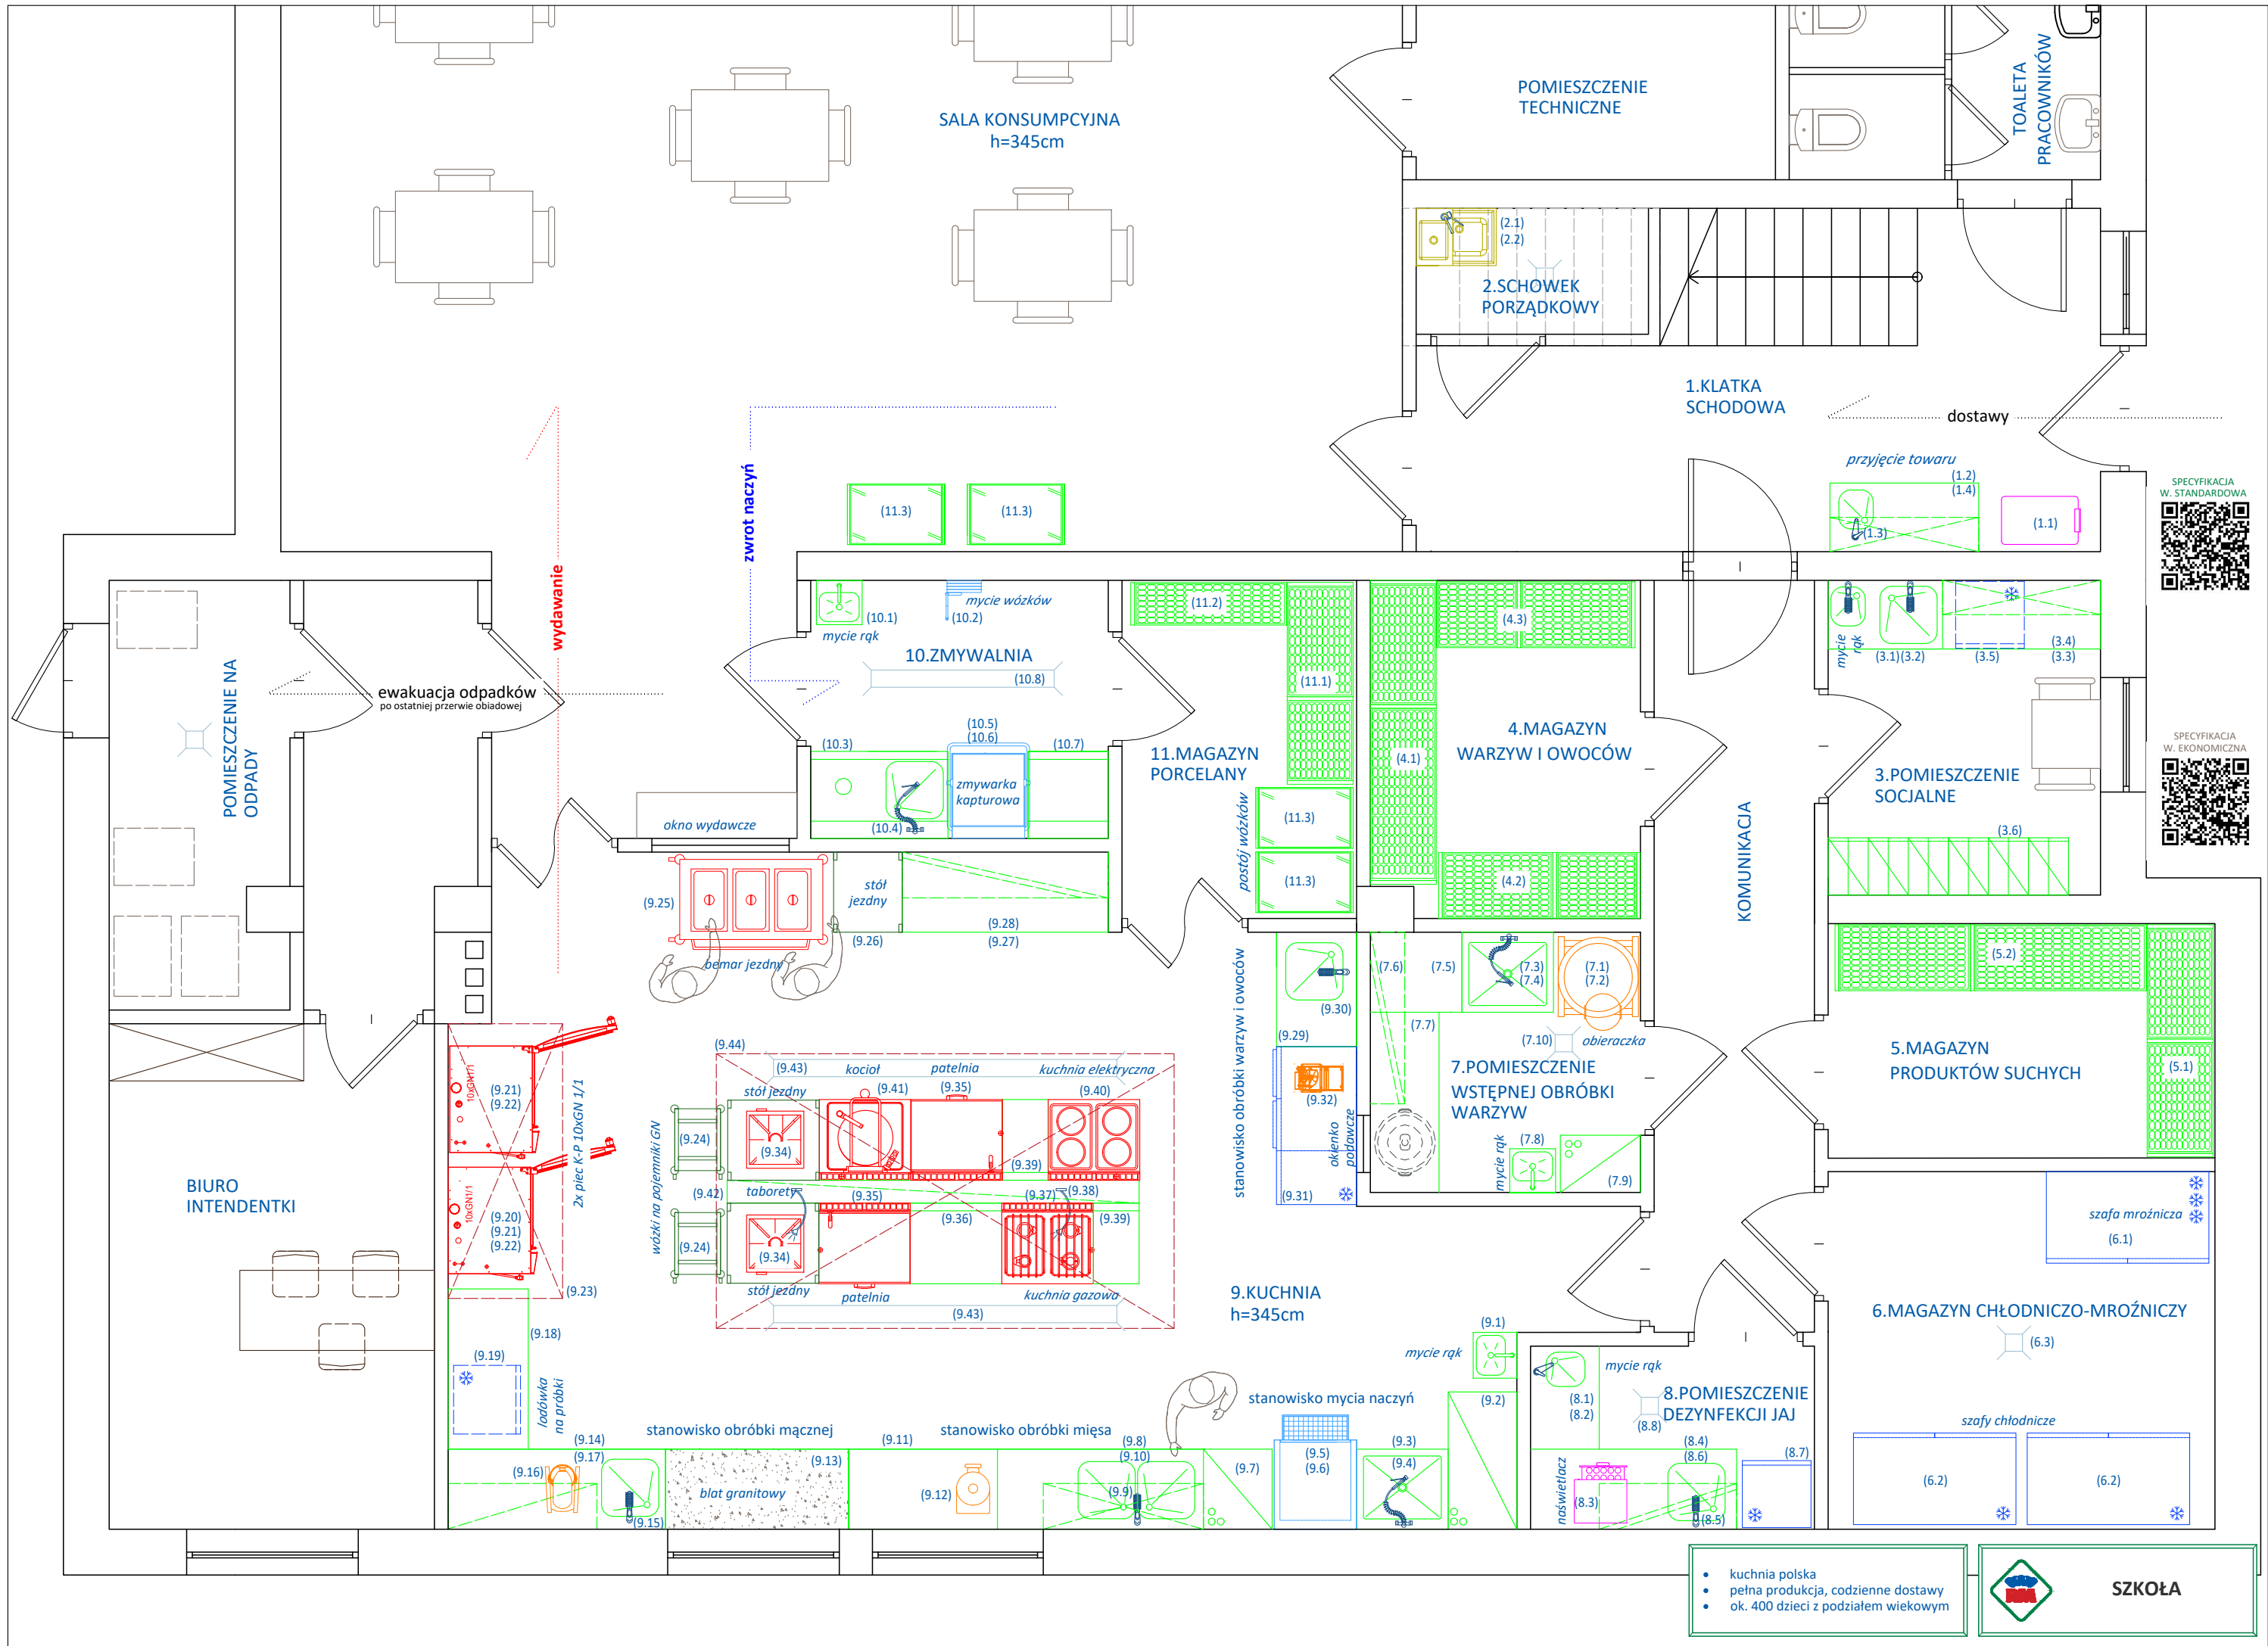 SALA KONSUMPCYJNA
h=345cm
POMIESZCZENIE
TECHNICZNE
TOALETA
PRACOWNIKÓW
(2.1)
(2.2)
2.SCHOWEK
PORZĄDKOWY
1.KLATKA
SCHODOWA
dostawy
przyjęcie towaru
(1.2)
(1.4)
(1.3)
(1.1)
SPECYFIKACJA
W. STANDARDOWA
SPECYFIKACJA
W. EKONOMICZNA
wydawanie
zwrot naczyń
(11.3)
(11.3)
POMIESZCZENIE NA
ODPADY
ewakuacja odpadków
po ostatniej przerwie obiadowej
(10.1)
mycie rąk
mycie wózków
(10.2)
10.ZMYWALNIA
(10.8)
(10.3)
(10.5)
(10.6)
(10.7)
zmywarka
kapturowa
(10.4)
okno wydawcze
(11.2)
(11.1)
11.MAGAZYN
PORCELANY
postój wózków
(11.3)
(11.3)
(4.3)
4.MAGAZYN
WARZYW I OWOCÓW
(4.1)
(4.2)
KOMUNIKACJA
mycie
rąk
(3.1)(3.2)
(3.5)
(3.4)
(3.3)
3.POMIESZCZENIE
SOCJALNE
(3.6)
(9.25)
stół
jezdny
(9.26)
(9.28)
(9.27)
bemar jezdny
stanowisko obróbki warzyw i owoców
(9.30)
(9.29)
(9.32)
okienko
podawcze
(9.31)
(7.6)
(7.5)
(7.3)
(7.4)
(7.1)
(7.2)
(7.7)
(7.10)
obieraczka
7.POMIESZCZENIE
WSTĘPNEJ OBRÓBKI
WARZYW
mycie rąk
(7.8)
(7.9)
(5.2)
5.MAGAZYN
PRODUKTÓW SUCHYCH
(5.1)
BIURO
INTENDENTKI
10xGN1/1
(9.21)
(9.22)
10xGN1/1
(9.20)
(9.21)
(9.22)
2x piec K-P 10xGN 1/1
(9.23)
(9.44)
(9.43)
kocioł
patelnia
kuchnia elektryczna
stół jezdny
(9.41)
(9.35)
(9.40)
wózki na pojemniki GN
(9.24)
(9.34)
(9.39)
(9.42)
taborety
(9.35)
(9.37)
(9.38)
(9.36)
(9.39)
(9.24)
(9.34)
stół jezdny
patelnia
kuchnia gazowa
(9.43)
9.KUCHNIA
h=345cm
szafa mroźnicza
(6.1)
6.MAGAZYN CHŁODNICZO-MROŹNICZY
(6.3)
szafy chłodnicze
(6.2)
(6.2)
(9.18)
(9.19)
lodówka
na próbki
(9.14)
(9.17)
(9.16)
(9.15)
stanowisko obróbki mącznej
(9.13)
blat granitowy
(9.11)
(9.12)
stanowisko obróbki mięsa
(9.8)
(9.10)
(9.9)
(9.7)
stanowisko mycia naczyń
(9.5)
(9.6)
(9.3)
(9.4)
(9.1)
mycie rąk
(9.2)
mycie rąk
(8.1)
(8.2)
8.POMIESZCZENIE
DEZYNFEKCJI JAJ
(8.8)
naświetlacz
(8.3)
(8.4)
(8.6)
(8.5)
(8.7)
• kuchnia polska
• pełna produkcja, codzienne dostawy
• ok. 400 dzieci z podziałem wiekowym
SZKOŁA